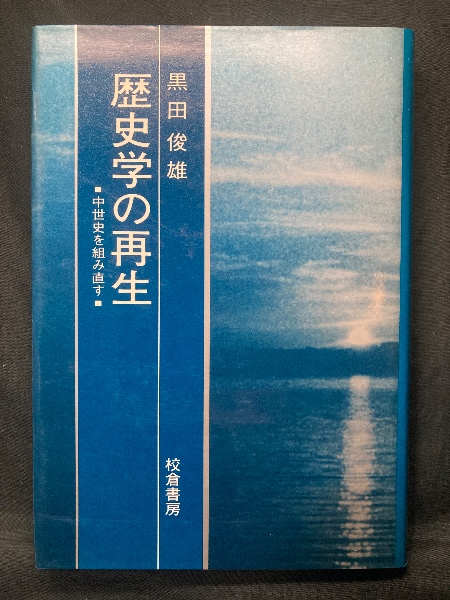 黒田俊雄
歴史学の再生
■中世史を組み直す■
校倉書房